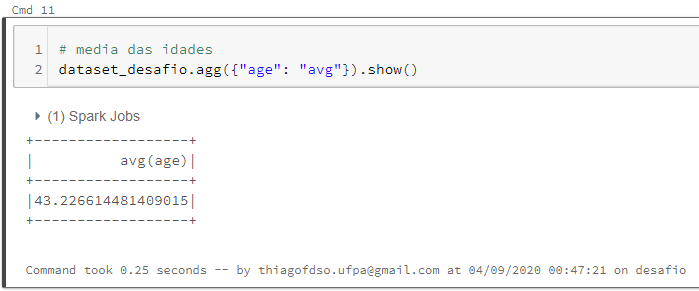 Cmd 11
1 # media das idades
2 dataset_desafio.agg({"age": "avg"}).show()
(1) Spark Jobs
+------------------+
|          avg(age)|
+------------------+
|43.226614481409015|
+------------------+
Command took 0.25 seconds -- by thiagofdso.ufpa@gmail.com at 04/09/2020 00:47:21 on desafio